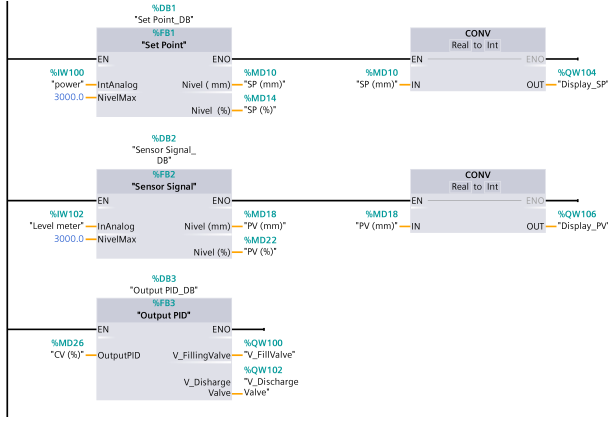 %DB1
"Set Point_DB"
%FB1
"Set Point"
EN ENO
%IW100
"power" IntAnalog
3000.0 NivelMax
Nivel ( mm)
%MD10
"SP (mm)"
Nivel (%)
%MD14
"SP (%)"
CONV
Real to Int
EN ENO
%MD10
"SP (mm)" IN
OUT
%QW104
"Display_SP"
%DB2
"Sensor Signal_
DB"
%FB2
"Sensor Signal"
EN ENO
%IW102
"Level meter" InAnalog
3000.0 NivelMax
Nivel (mm)
%MD18
"PV (mm)"
Nivel (%)
%MD22
"PV (%)"
CONV
Real to Int
EN ENO
%MD18
"PV (mm)" IN
OUT
%QW106
"Display_PV"
%DB3
"Output PID_DB"
%FB3
"Output PID"
EN ENO
%MD26
"CV (%)" OutputPID
V_FillingValve
%QW100
"V_FillValve"
V_Disharge
Valve
%QW102
"V_Discharge
Valve"